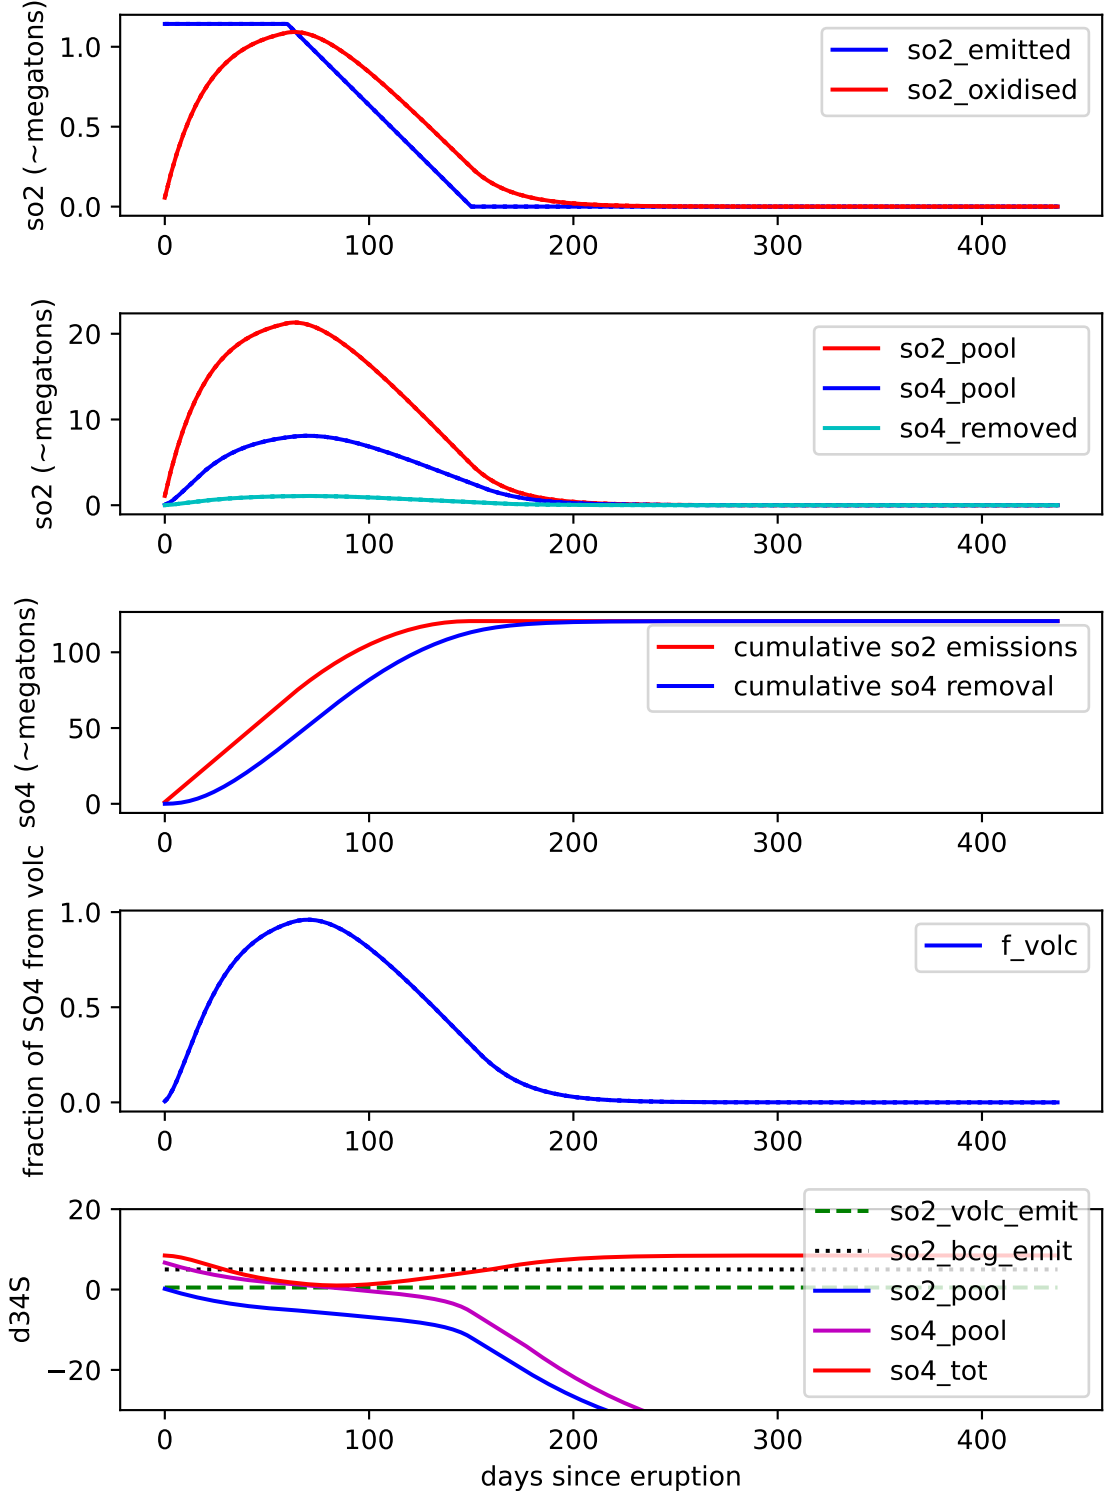 so2 (~megatons)
1.0
0.5
0.0
so2_emitted
so2_oxidised
0 100 200 300 400
so2 (~megatons)
20
10
0
so2_pool
so4_pool
so4_removed
0 100 200 300 400
so4 (~megatons)
100
50
0
cumulative so2 emissions
cumulative so4 removal
0 100 200 300 400
fraction of SO4 from volc
1.0
0.5
0.0
f_volc
0 100 200 300 400
d34S
20
0
−20
so2_volc_emit
so2_bcg_emit
so2_pool
so4_pool
so4_tot
0 100 200 300 400
days since eruption